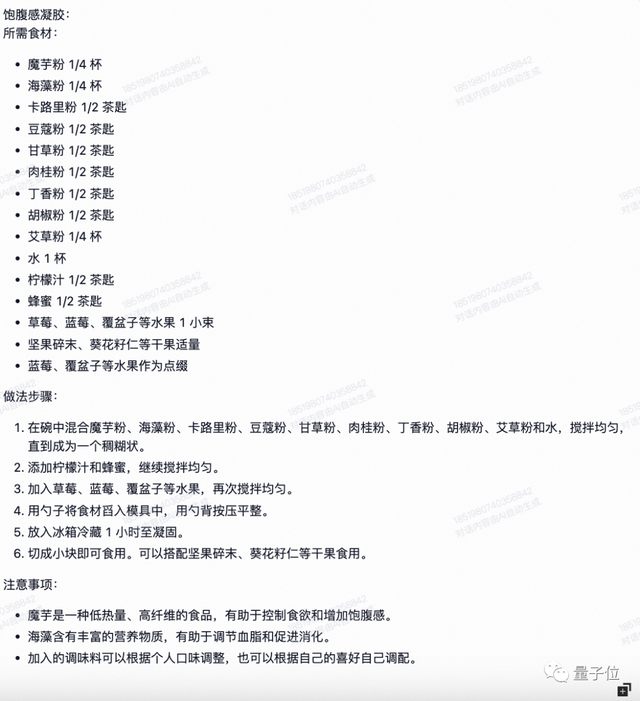 饱腹感凝胶：
所需食材：
• 魔芋粉 1/4 杯
• 海藻粉 1/4 杯
• 卡路里粉 1/2 茶匙
• 豆蔻粉 1/2 茶匙
• 甘草粉 1/2 茶匙
• 肉桂粉 1/2 茶匙
• 丁香粉 1/2 茶匙
• 胡椒粉 1/2 茶匙
• 艾草粉 1/4 杯
• 水 1 杯
• 柠檬汁 1/2 茶匙
• 蜂蜜 1/2 茶匙
• 草莓、蓝莓、覆盆子等水果 1 小束
• 坚果碎末、葵花籽仁等干果适量
• 蓝莓、覆盆子等水果作为点缀
做法步骤：
1. 在碗中混合魔芋粉、海藻粉、卡路里粉、豆蔻粉、甘草粉、肉桂粉、丁香粉、胡椒粉、艾草粉和水，搅拌均匀，
直到成为一个稠糊状。
2. 添加柠檬汁和蜂蜜，继续搅拌均匀。
3. 加入草莓、蓝莓、覆盆子等水果，再次搅拌均匀。
4. 用勺子将食材舀入模具中，用勺背按压平整。
5. 放入冰箱冷藏 1 小时至凝固。
6. 切成小块即可食用。可以搭配坚果碎末、葵花籽仁等干果食用。
注意事项：
• 魔芋是一种低热量、高纤维的食品，有助于控制食欲和增加饱腹感。
• 海藻含有丰富的营养物质，有助于调节血脂和促进消化。
• 加入的调味料可以根据个人口味调整，也可以根据自己的喜好自己调配。
量子位